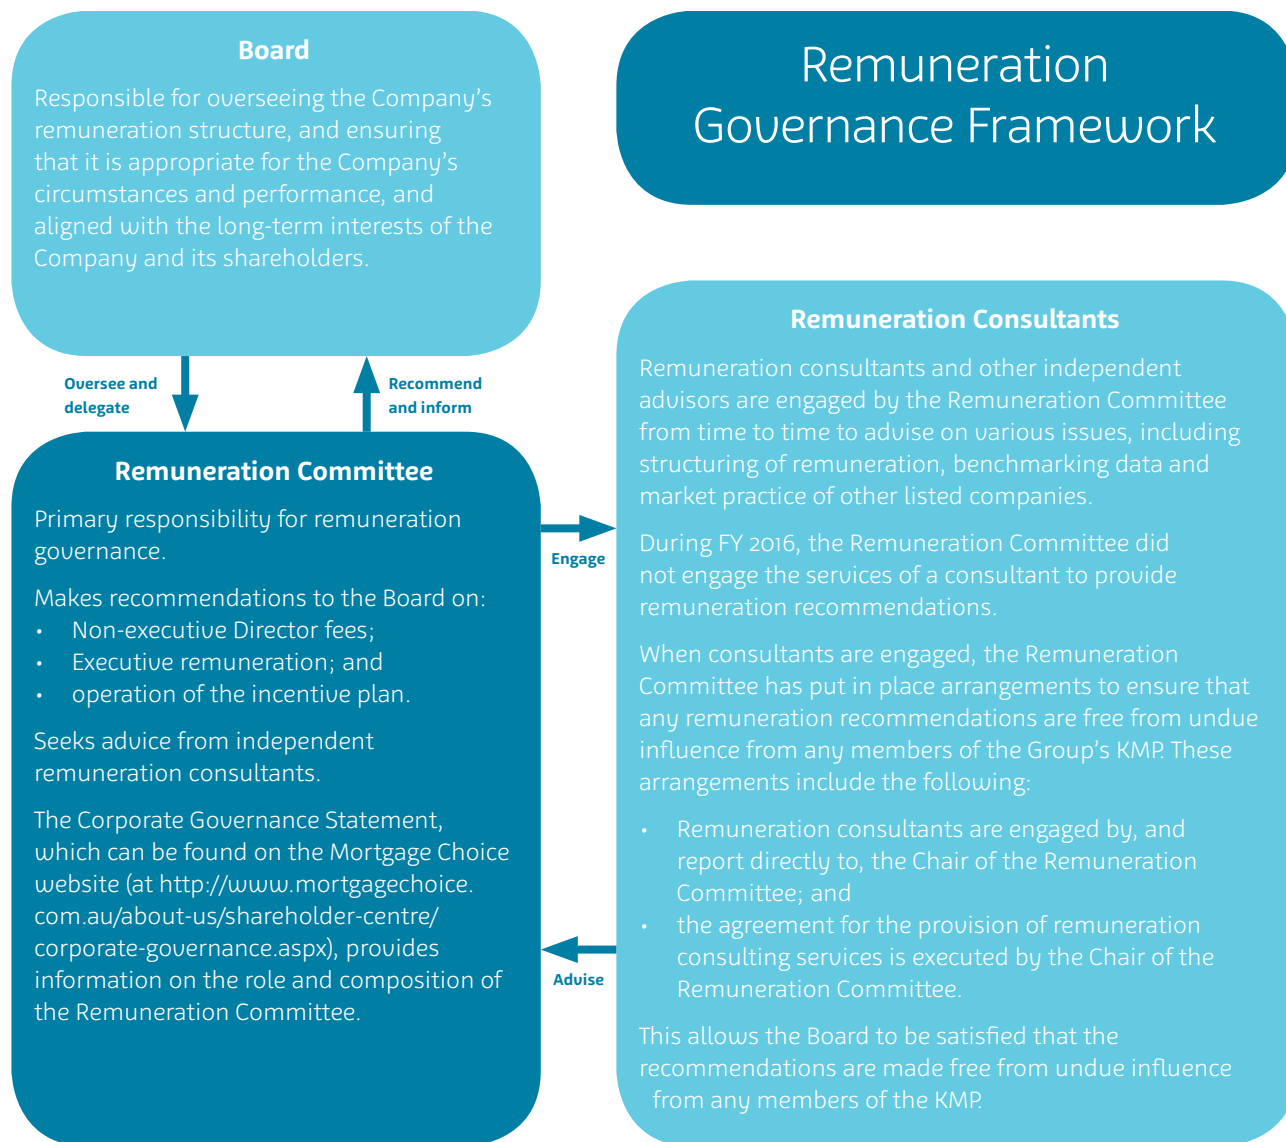 Remuneration
Governance Framework
Board
Responsible for overseeing the Company's
remuneration structure, and ensuring
that it is appropriate for the Company's
circumstances and performance, and
aligned with the long-term interests of the
Company and its shareholders.
Oversee and
delegate
Recommend
and inform
Remuneration Committee
Primary responsibility for remuneration
governance.
Makes recommendations to the Board on:
• Non-executive Director fees;
• Executive remuneration; and
• operation of the incentive plan.
Seeks advice from independent
remuneration consultants.
The Corporate Governance Statement,
which can be found on the Mortgage Choice
website (at http://www.mortgagechoice.
com.au/about-us/shareholder-centre/
corporate-governance.aspx), provides
information on the role and composition of
the Remuneration Committee.
Engage
Advise
Remuneration Consultants
Remuneration consultants and other independent
advisors are engaged by the Remuneration Committee
from time to time to advise on various issues, including
structuring of remuneration, benchmarking data and
market practice of other listed companies.
During FY 2016, the Remuneration Committee did
not engage the services of a consultant to provide
remuneration recommendations.
When consultants are engaged, the Remuneration
Committee has put in place arrangements to ensure that
any remuneration recommendations are free from undue
influence from any members of the Group's KMP. These
arrangements include the following:
• Remuneration consultants are engaged by, and
report directly to, the Chair of the Remuneration
Committee; and
• the agreement for the provision of remuneration
consulting services is executed by the Chair of the
Remuneration Committee.
This allows the Board to be satisfied that the
recommendations are made free from undue influence
from any members of the KMP.